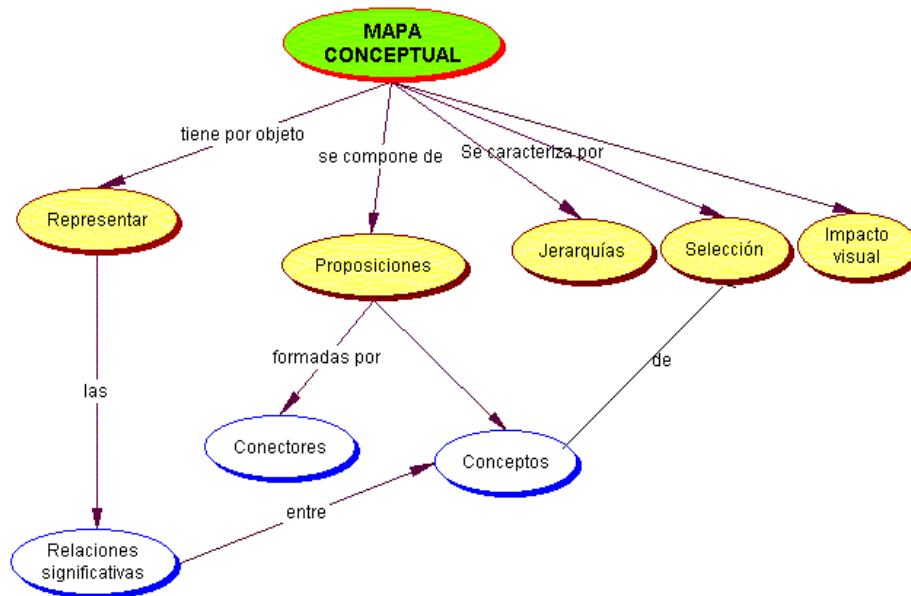 MAPA
CONCEPTUAL
tiene por objeto
se compone de
Se caracteriza por
Representar
Proposiciones
Jerarquías
Selección
Impacto
visual
formadas por
de
las
Conectores
Conceptos
entre
Relaciones
significativas